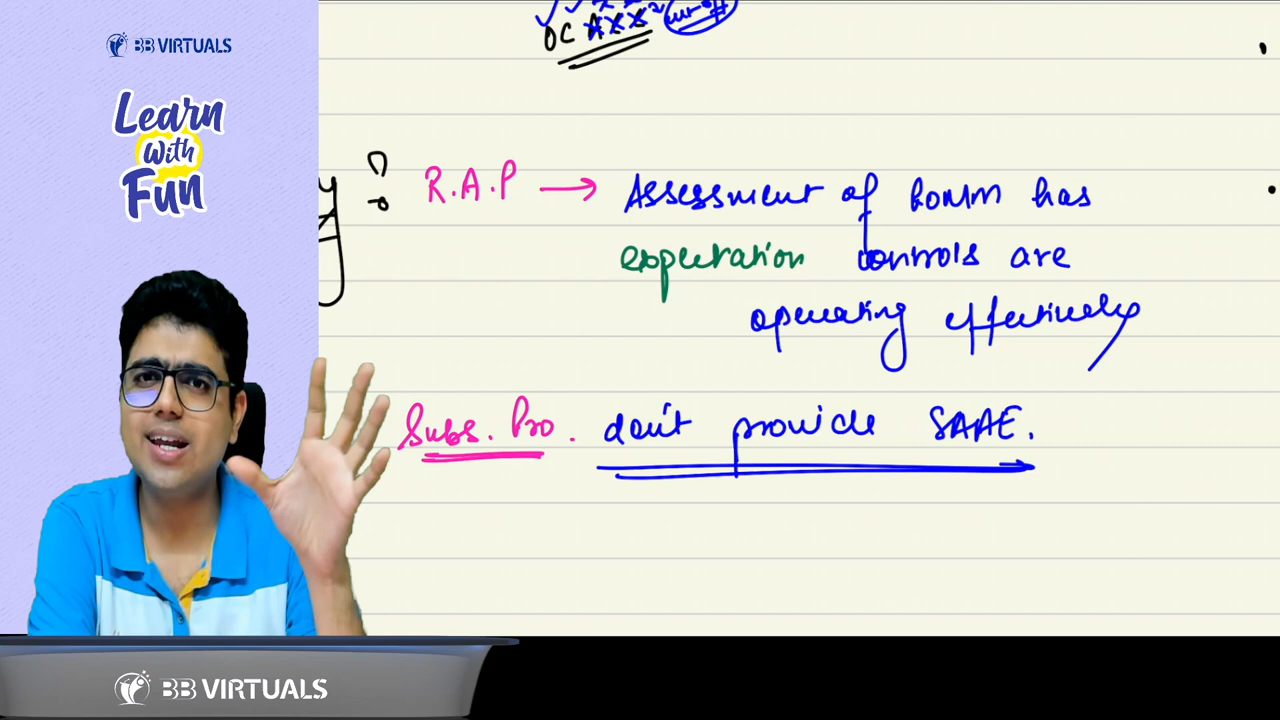 BB VIRTUALS
Learn
With
Fun
OC
R.A.P → Assessment of ROMM has
expectation controls are
operating effectively
Subs. Pro. don't provide SAAE.
BB VIRTUALS